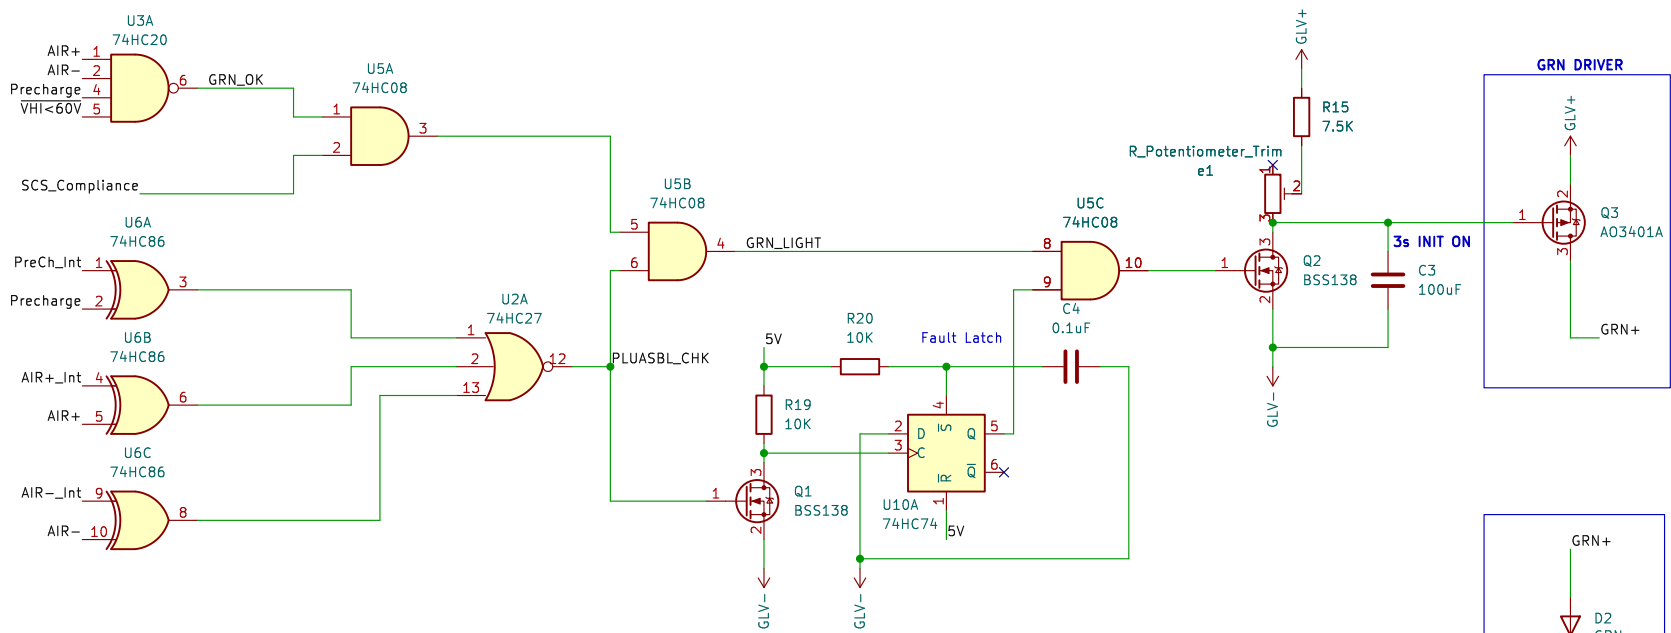 U3A
74HC20
AIR+
1
AIR-
2
Precharge
4
VHI<60V
5
6
GRN_OK
U5A
74HC08
1
2
3
SCS_Compliance
U6A
74HC86
PreCh_Int
1
Precharge
2
3
U6B
74HC86
AIR+_Int
4
AIR+
5
6
U6C
74HC86
AIR-_Int
9
AIR-
10
8
U2A
74HC27
1
2
13
12
PLUASBL_CHK
U5B
74HC08
5
6
4
GRN_LIGHT
5V
R20
10K
R19
10K
Fault Latch
C4
0.1uF
Q1
BSS138
1
3
2
GLV-
U10A
74HC74
2
D
3
C
4
S
5
Q
6
Q
R
1
5V
GLV-
U5C
74HC08
8
9
10
GLV+
R15
7.5K
R_Potentiometer_Trim
e1
1
2
3
Q2
BSS138
1
3
2
GLV-
3s INIT ON
C3
100uF
GRN DRIVER
GLV+
Q3
AO3401A
1
2
3
GRN+
GRN+
D2